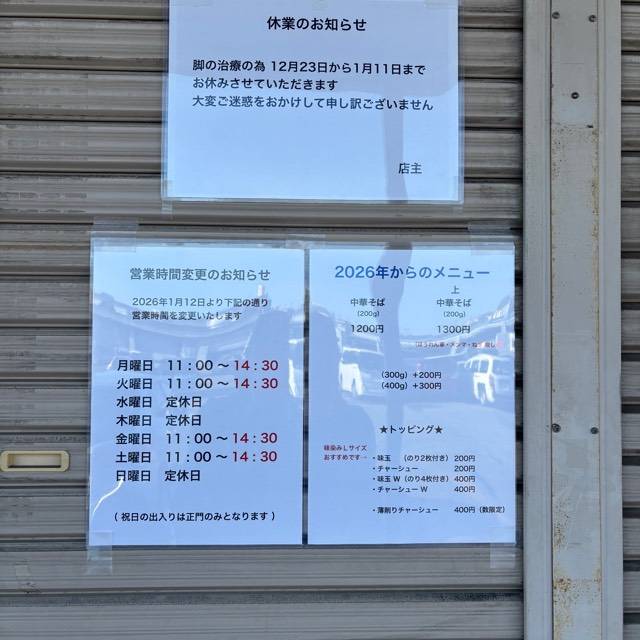 休業のお知らせ
脚の治療の為 12月23日から1月11日まで
お休みさせていただきます
大変ご迷惑をおかけして申し訳ございません
店主
営業時間変更のお知らせ
2026年1月12日より下記の通り
営業時間を変更いたします
月曜日 11：00 〜 14：30
火曜日 11：00 〜 14：30
水曜日 定休日
木曜日 定休日
金曜日 11：00 〜 14：30
土曜日 11：00 〜 14：30
日曜日 定休日
( 祝日の出入りは正門のみとなります )
2026年からのメニュー
上
中華そば 中華そば
(200g) (200g)
1200円 1300円
(300g) +200円
(400g) +300円
★トッピング★
味染みLサイズ
おすすめです→
・味玉 (のり2枚付き) 200円
・チャーシュー 200円
・味玉 W (のり4枚付き) 400円
・チャーシュー W 400円
・薄削りチャーシュー 400円 (数限定)